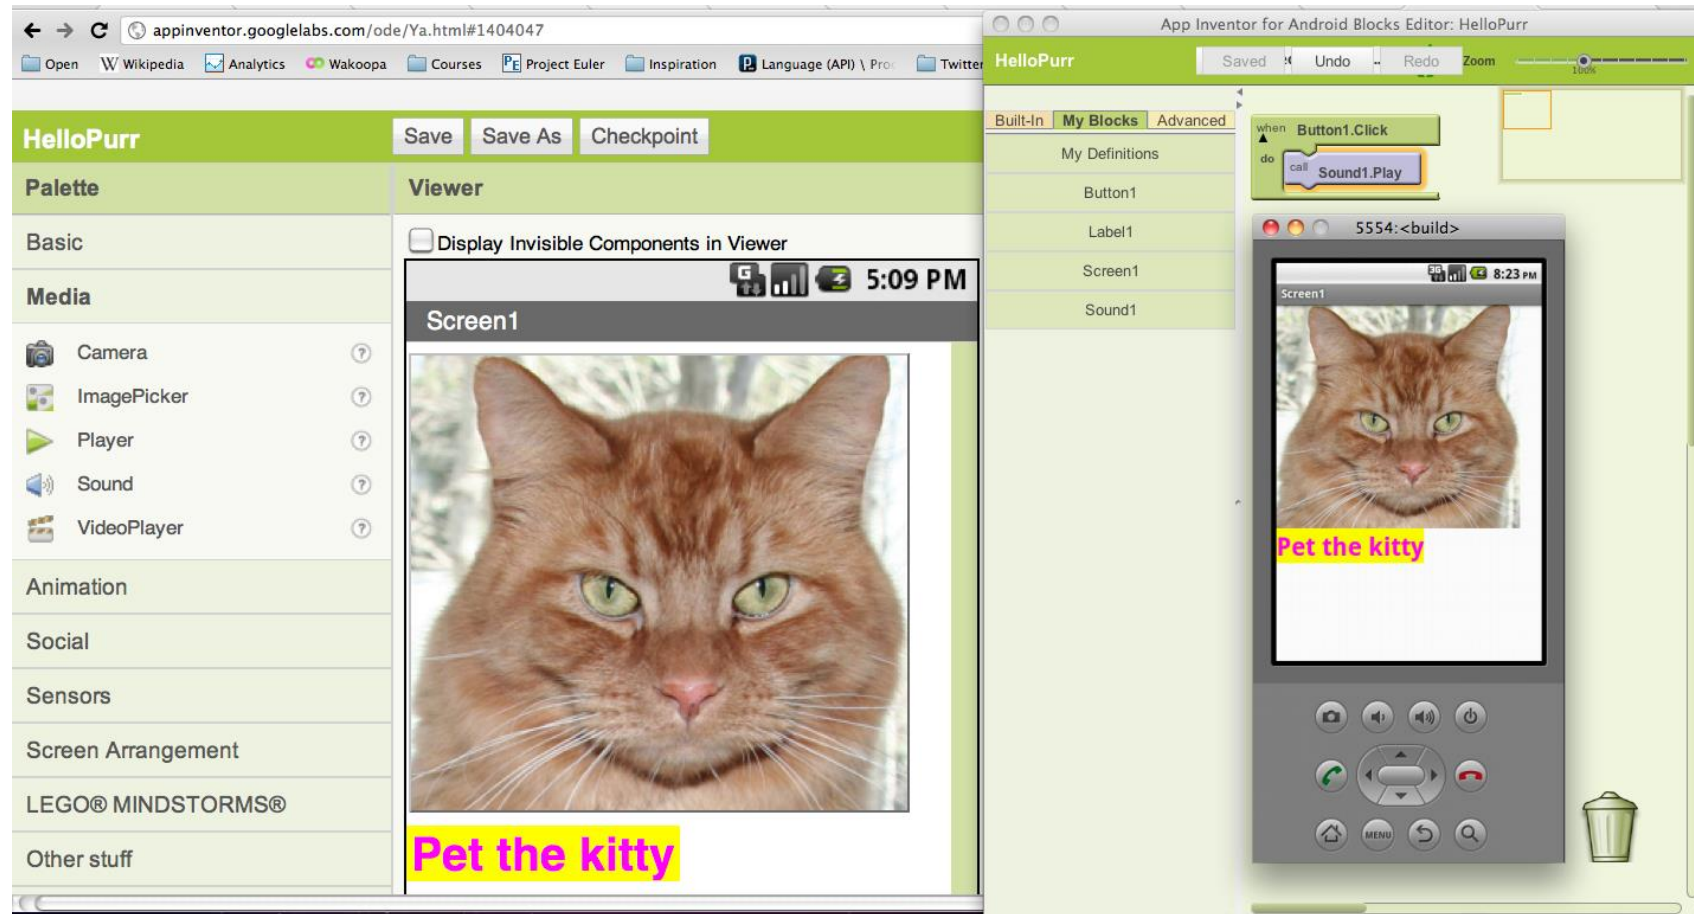 appinventor.googlelabs.com/ode/Ya.html#1404047
Open Wikipedia Analytics Wakoopa Courses Project Euler Inspiration Language (API) \ Twitter
HelloPurr
Save Save As Checkpoint
Palette
Viewer
Basic
Media
Camera
ImagePicker
Player
Sound
VideoPlayer
Animation
Social
Sensors
Screen Arrangement
LEGO® MINDSTORMS®
Other stuff
Display Invisible Components in Viewer
5:09 PM
Screen1
Pet the kitty
App Inventor for Android Blocks Editor: HelloPurr
HelloPurr
Saved Undo Redo Zoom
100%
Built-In My Blocks Advanced
My Definitions
Button1
Label1
Screen1
Sound1
when Button1.Click
do call Sound1.Play
5554:<build>
3G 8:23 PM
Screen1
Pet the kitty
MENU